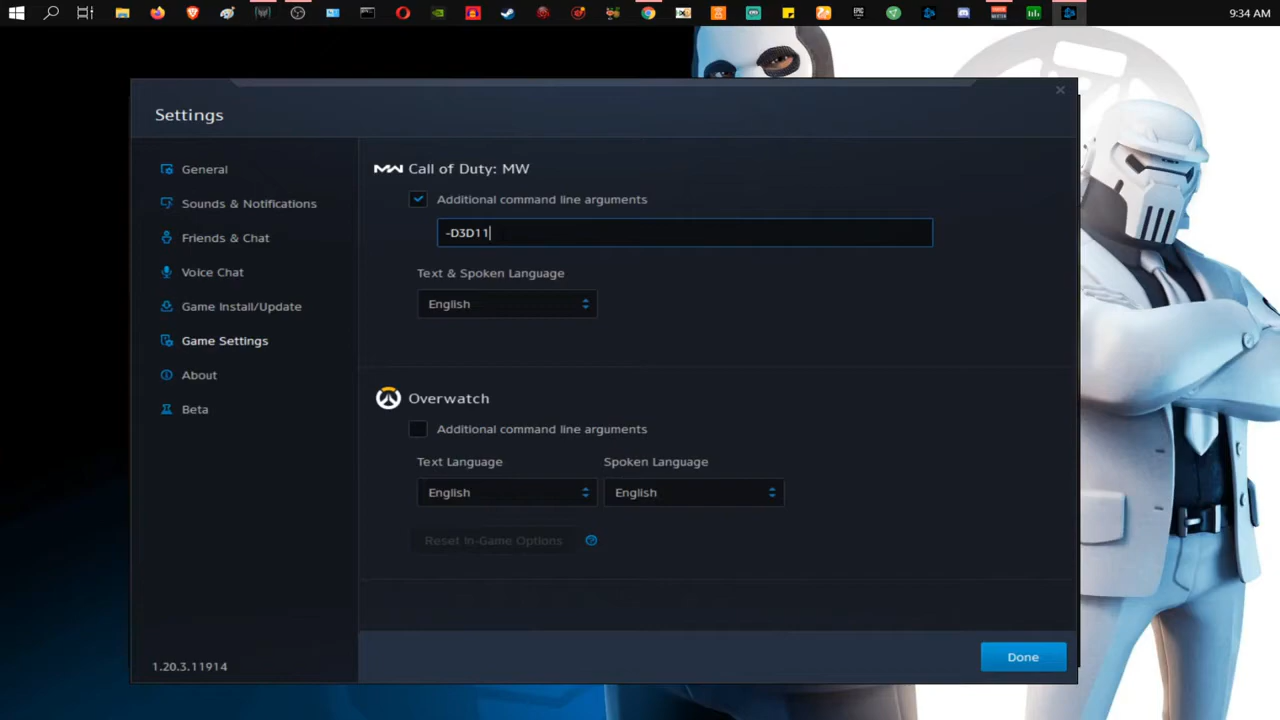 9:34 AM
Settings
General
Sounds & Notifications
Friends & Chat
Voice Chat
Game Install/Update
Game Settings
About
Beta
1.20.3.11914
Call of Duty: MW
Additional command line arguments
-D3D11
Text & Spoken Language
English
Overwatch
Additional command line arguments
Text Language Spoken Language
English English
Reset In-Game Options
Done